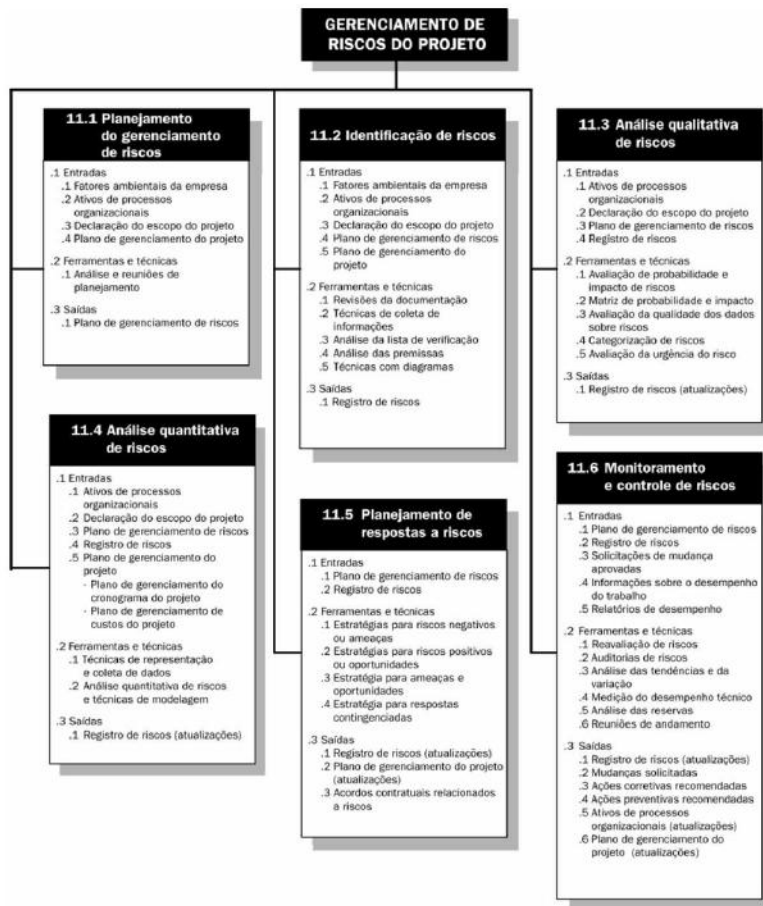 GERENCIAMENTO DE
RISCOS DO PROJETO
11.1 Planejamento
do gerenciamento
de riscos
.1 Entradas
.1 Fatores ambientais da empresa
.2 Ativos de processos
organizacionais
.3 Declaração do escopo do projeto
.4 Plano de gerenciamento do projeto
.2 Ferramentas e técnicas
.1 Análise e reuniões de
planejamento
.3 Saídas
.1 Plano de gerenciamento de riscos
11.2 Identificação de riscos
.1 Entradas
.1 Fatores ambientais da empresa
.2 Ativos de processos
organizacionais
.3 Declaração do escopo do projeto
.4 Plano de gerenciamento de riscos
.5 Plano de gerenciamento do
projeto
.2 Ferramentas e técnicas
.1 Revisões da documentação
.2 Técnicas de coleta de
informações
.3 Análise da lista de verificação
.4 Análise das premissas
.5 Técnicas com diagramas
.3 Saídas
.1 Registro de riscos
11.3 Análise qualitativa
de riscos
.1 Entradas
.1 Ativos de processos
organizacionais
.2 Declaração do escopo do projeto
.3 Plano de gerenciamento de riscos
.4 Registro de riscos
.2 Ferramentas e técnicas
.1 Avaliação de probabilidade e
impacto de riscos
.2 Matriz de probabilidade e impacto
.3 Avaliação da qualidade dos dados
sobre riscos
.4 Categorização de riscos
.5 Avaliação da urgência do risco
.3 Saídas
.1 Registro de riscos (atualizações)
11.4 Análise quantitativa
de riscos
.1 Entradas
.1 Ativos de processos
organizacionais
.2 Declaração do escopo do projeto
.3 Plano de gerenciamento de riscos
.4 Registro de riscos
.5 Plano de gerenciamento do
projeto
- Plano de gerenciamento do
cronograma do projeto
- Plano de gerenciamento de
custos do projeto
.2 Ferramentas e técnicas
.1 Técnicas de representação
e coleta de dados
.2 Análise quantitativa de riscos
e técnicas de modelagem
.3 Saídas
.1 Registro de riscos (atualizações)
11.5 Planejamento de
respostas a riscos
.1 Entradas
.1 Plano de gerenciamento de riscos
.2 Registro de riscos
.2 Ferramentas e técnicas
.1 Estratégias para riscos negativos
ou ameaças
.2 Estratégias para riscos positivos
ou oportunidades
.3 Estratégia para ameaças e
oportunidades
.4 Estratégia para respostas
contingenciadas
.3 Saídas
.1 Registro de riscos (atualizações)
.2 Plano de gerenciamento do projeto
(atualizações)
.3 Acordos contratuais relacionados
a riscos
11.6 Monitoramento
e controle de riscos
.1 Entradas
.1 Plano de gerenciamento de riscos
.2 Registro de riscos
.3 Solicitações de mudança
aprovadas
.4 Informações sobre o desempenho
do trabalho
.5 Relatórios de desempenho
.2 Ferramentas e técnicas
.1 Reavaliação de riscos
.2 Auditorias de riscos
.3 Análise das tendências e da
variação
.4 Medição do desempenho técnico
.5 Análise das reservas
.6 Reuniões de andamento
.3 Saídas
.1 Registro de riscos (atualizações)
.2 Mudanças solicitadas
.3 Ações corretivas recomendadas
.4 Ações preventivas recomendadas
.5 Ativos de processos
organizacionais (atualizações)
.6 Plano de gerenciamento do
projeto (atualizações)